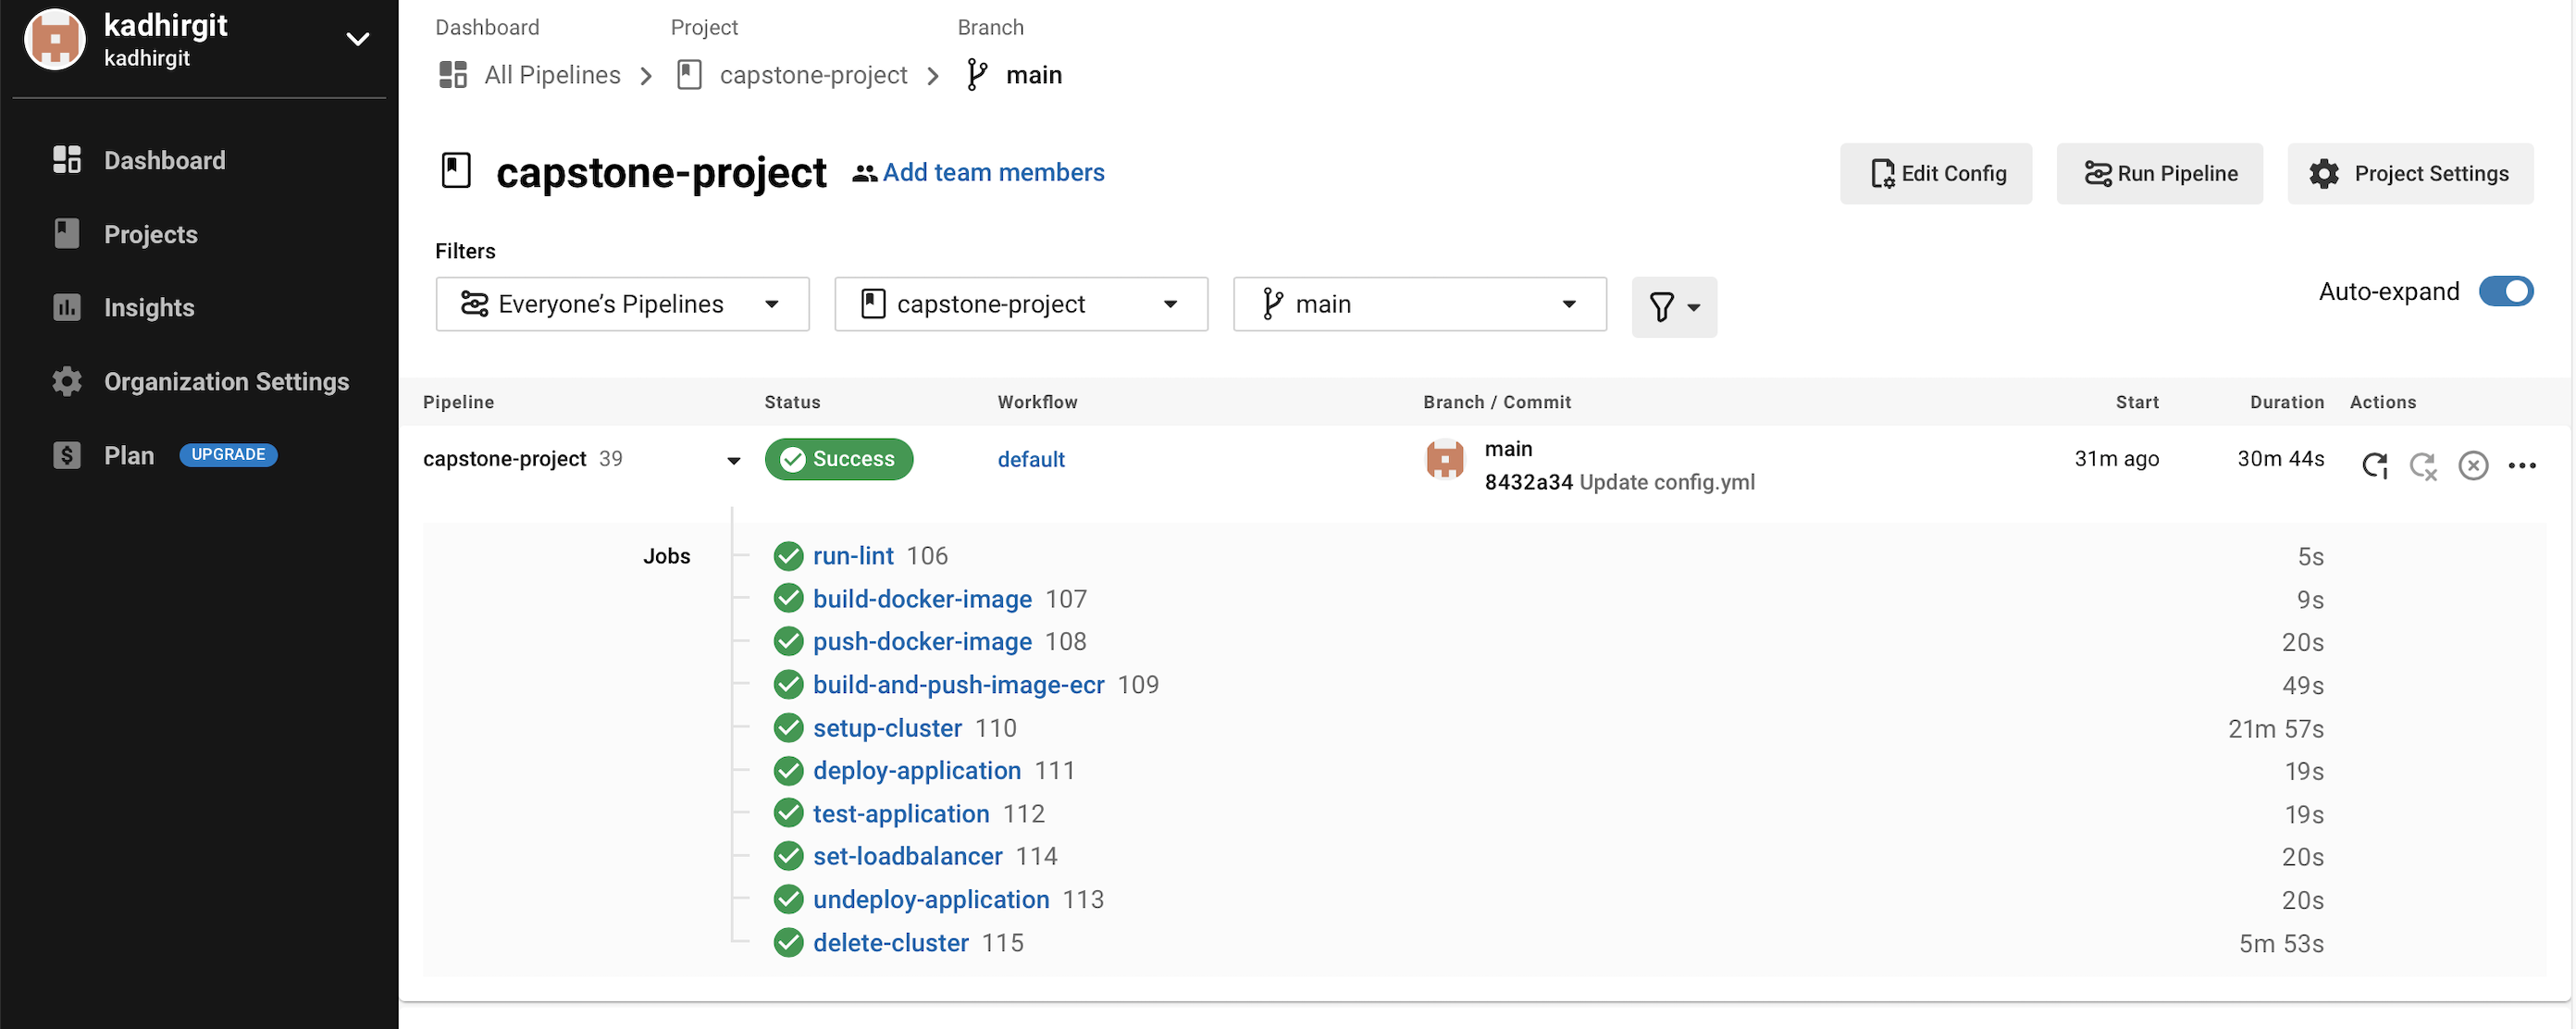 kadhirgit
kadhirgit
Dashboard
Projects
Insights
Organization Settings
Plan UPGRADE
Dashboard Project Branch
All Pipelines capstone-project main
capstone-project Add team members
Edit Config Run Pipeline Project Settings
Filters
Everyone’s Pipelines capstone-project main
Auto-expand
Pipeline Status Workflow Branch / Commit Start Duration Actions
capstone-project 39 Success default main 31m ago 30m 44s
8432a34 Update config.yml
Jobs run-lint 106 5s
build-docker-image 107 9s
push-docker-image 108 20s
build-and-push-image-ecr 109 49s
setup-cluster 110 21m 57s
deploy-application 111 19s
test-application 112 19s
set-loadbalancer 114 20s
undeploy-application 113 20s
delete-cluster 115 5m 53s